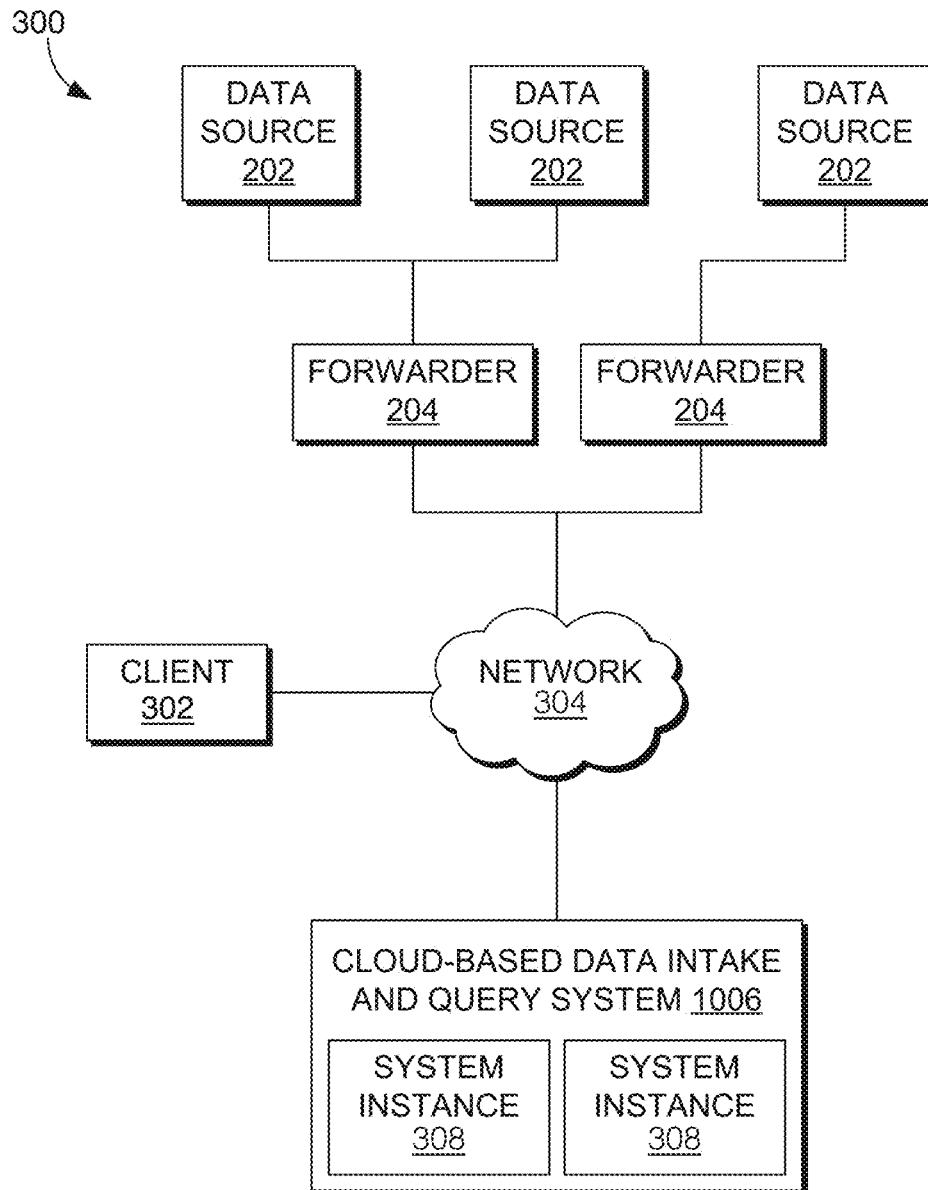 300
DATA
SOURCE
202
DATA
SOURCE
202
DATA
SOURCE
202
FORWARDER
204
FORWARDER
204
CLIENT
302
NETWORK
304
CLOUD-BASED DATA INTAKE
AND QUERY SYSTEM 1006
SYSTEM
INSTANCE
308
SYSTEM
INSTANCE
308